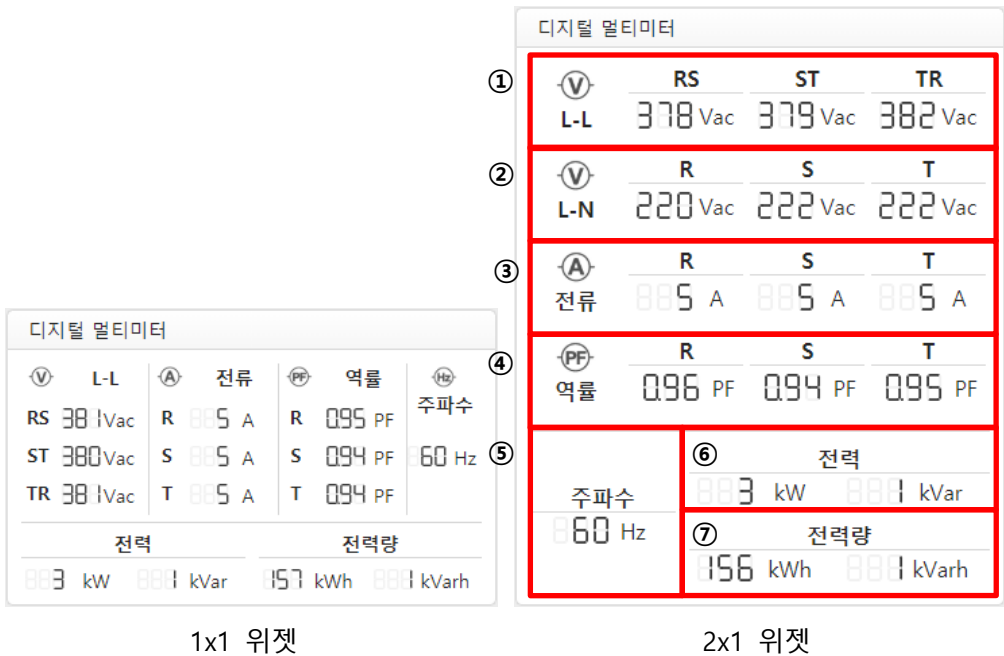 디지털 멀티미터
① V RS ST TR
L-L 378 Vac 379 Vac 382 Vac
② V R S T
L-N 220 Vac 222 Vac 222 Vac
③ A R S T
전류 5 A 5 A 5 A
④ PF R S T
역률 0.96 PF 0.94 PF 0.95 PF
⑤ 주파수
60 Hz
⑥ 전력
3 kW 1 kVar
⑦ 전력량
156 kWh 1 kVarh
2x1 위젯
디지털 멀티미터
V L-L A 전류 PF 역률 Hz
주파수
RS 381 Vac R 5 A R 0.95 PF
ST 380 Vac S 5 A S 0.94 PF 60 Hz
TR 381 Vac T 5 A T 0.94 PF
전력 전력량
3 kW 1 kVar 157 kWh 1 kVarh
1x1 위젯